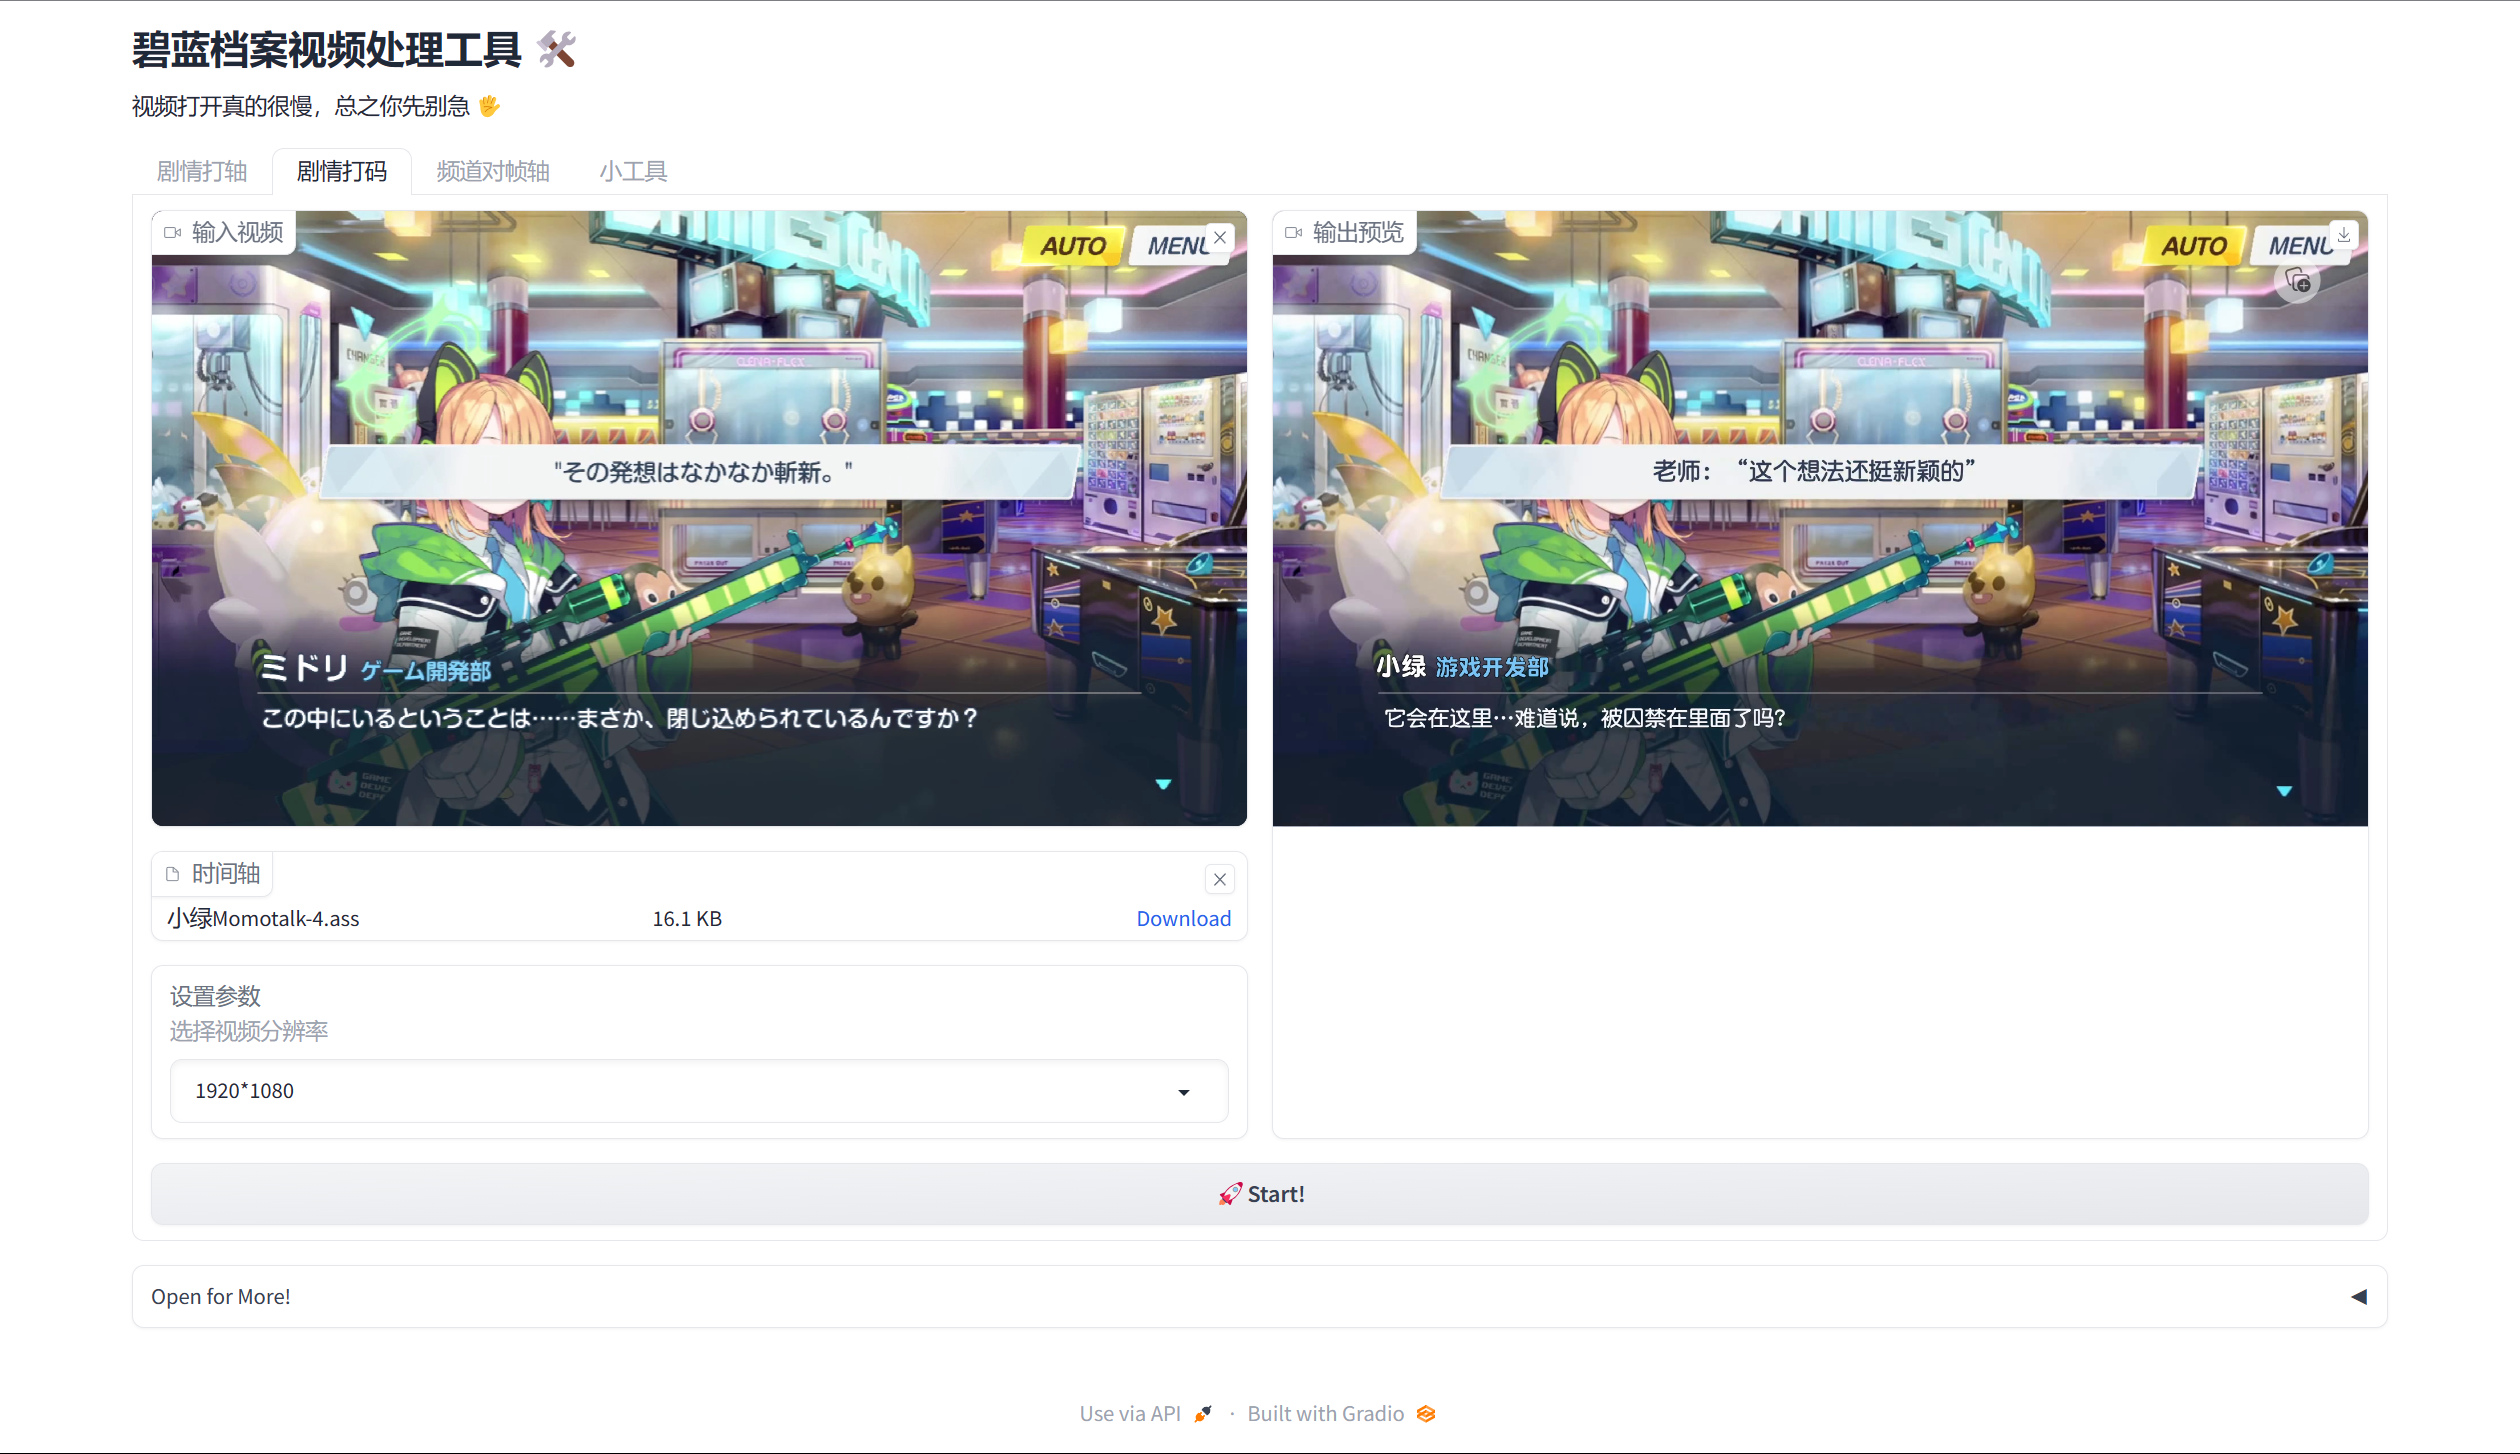 碧蓝档案视频处理工具 🛠️
视频打开真的很慢，总之你先别急 🖐️
剧情打轴
剧情打码
频道对帧轴
小工具
输入视频
AUTO
MENU
CHANGER
CLENA-FLEX
"その発想はなかなか斬新。"
ミドリ ゲーム開発部
この中にいるということは……まさか、閉じ込められているんですか？
输出预览
AUTO
MENU
CHANGER
CLENA-FLEX
老师：“这个想法还挺新颖的”
小绿 游戏开发部
它会在这里…难道说，被囚禁在里面了吗?
时间轴
小绿Momotalk-4.ass
16.1 KB
Download
设置参数
选择视频分辨率
1920*1080
🚀 Start!
Open for More!
Use via API 🚀 · Built with Gradio